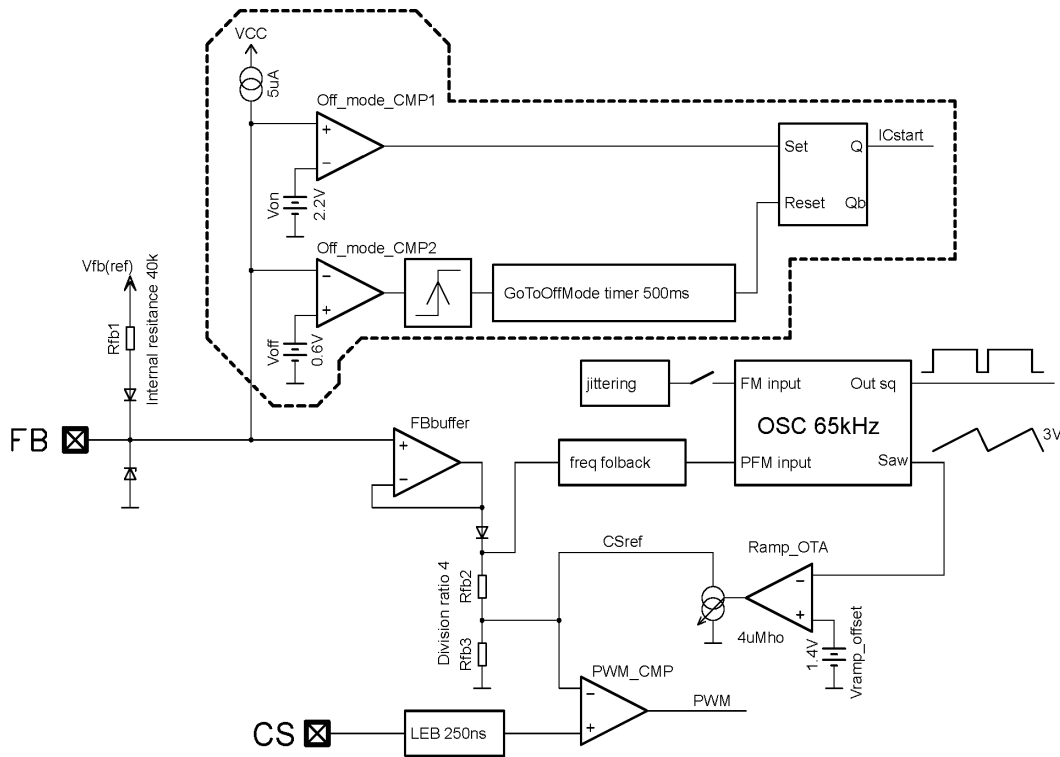 VCC
5uA
Off_mode_CMP1
+
−
Von
2.2V
Set
Q
ICstart
Reset
Qb
Off_mode_CMP2
−
+
Voff
0.6V
GoToOffMode timer 500ms
Vfb(ref)
Rfb1
Internal resitance 40k
FB
FBbuffer
+
−
jittering
FM input
Out sq
OSC 65kHz
freq folback
PFM input
Saw
3V
Division ratio 4
Rfb2
Rfb3
CSref
Ramp_OTA
−
+
4uMho
1.4V
Vramp_offset
PWM_CMP
−
+
PWM
CS
LEB 250ns